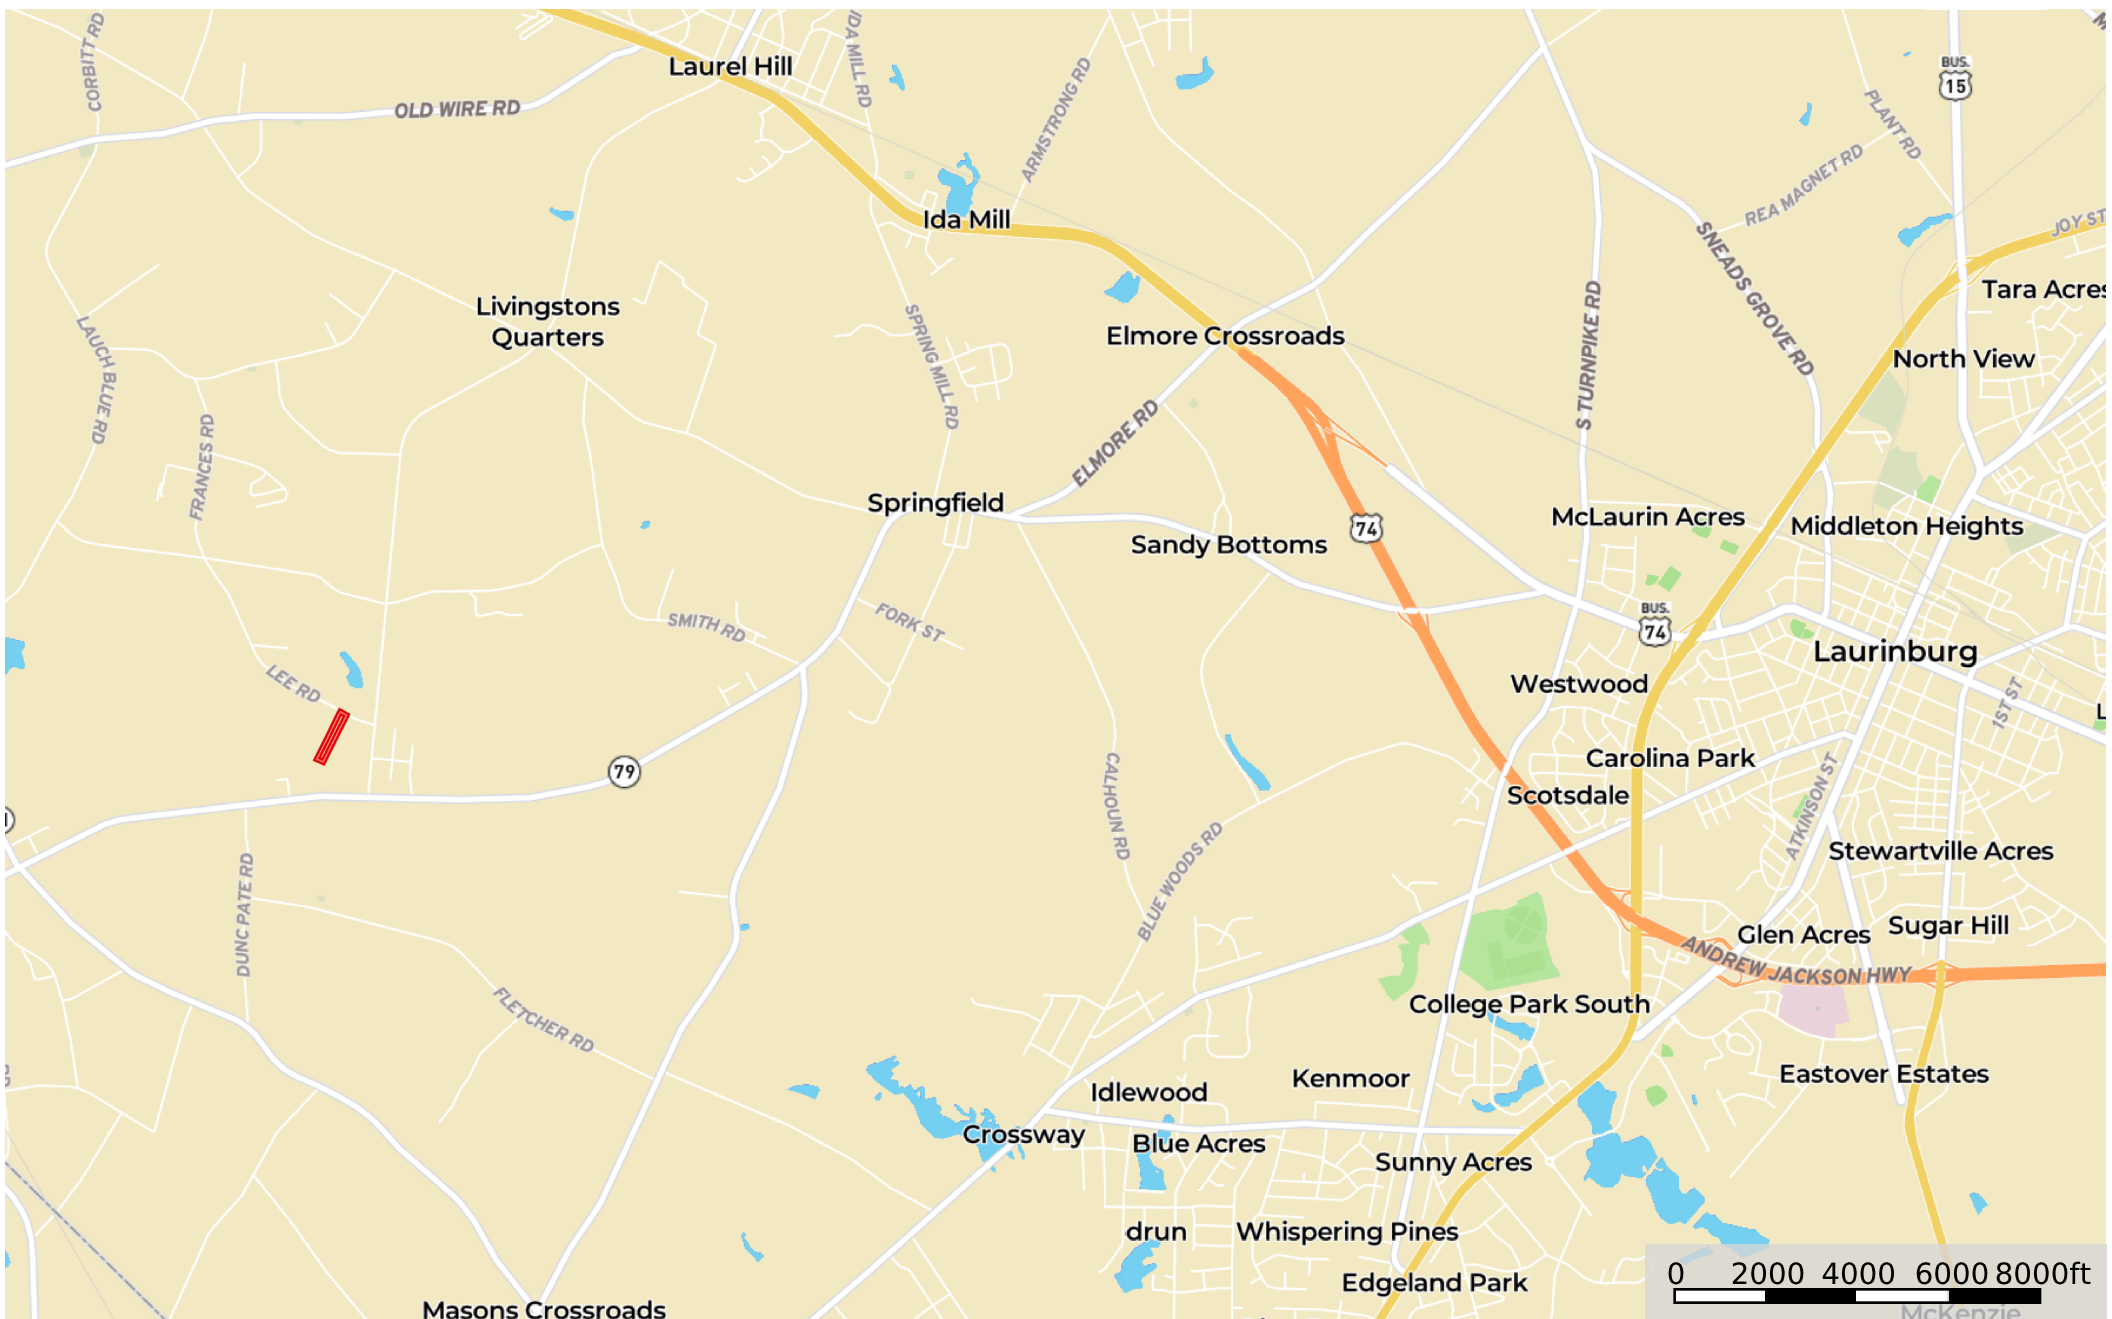 CORBITT RD
Laurel Hill
IDA MILL RD
OLD WIRE RD
ARMSTRONG RD
BUS.
15
PLANT RD
REA MAGNET RD
Ida Mill
JOY ST
SNEADS GROVE RD
Tara Acres
Livingstons
Quarters
SPRING MILL RD
S TURNPIKE RD
Elmore Crossroads
North View
LAUCH BLUE RD
FRANCES RD
ELMORE RD
Springfield
74
McLaurin Acres
Middleton Heights
Sandy Bottoms
SMITH RD
FORK ST
BUS.
74
Laurinburg
LEE RD
Westwood
1ST ST
L
79
CALHOUN RD
Carolina Park
Scotsdale
ATKINSON ST
BLUE WOODS RD
Stewartville Acres
DUNC PATE RD
Sugar Hill
Glen Acres
ANDREW JACKSON HWY
FLETCHER RD
College Park South
Idlewood
Kenmoor
Eastover Estates
Crossway
Blue Acres
Sunny Acres
drun
Whispering Pines
Edgeland Park
0 2000 4000 6000 8000ft
Masons Crossroads
McKenzie